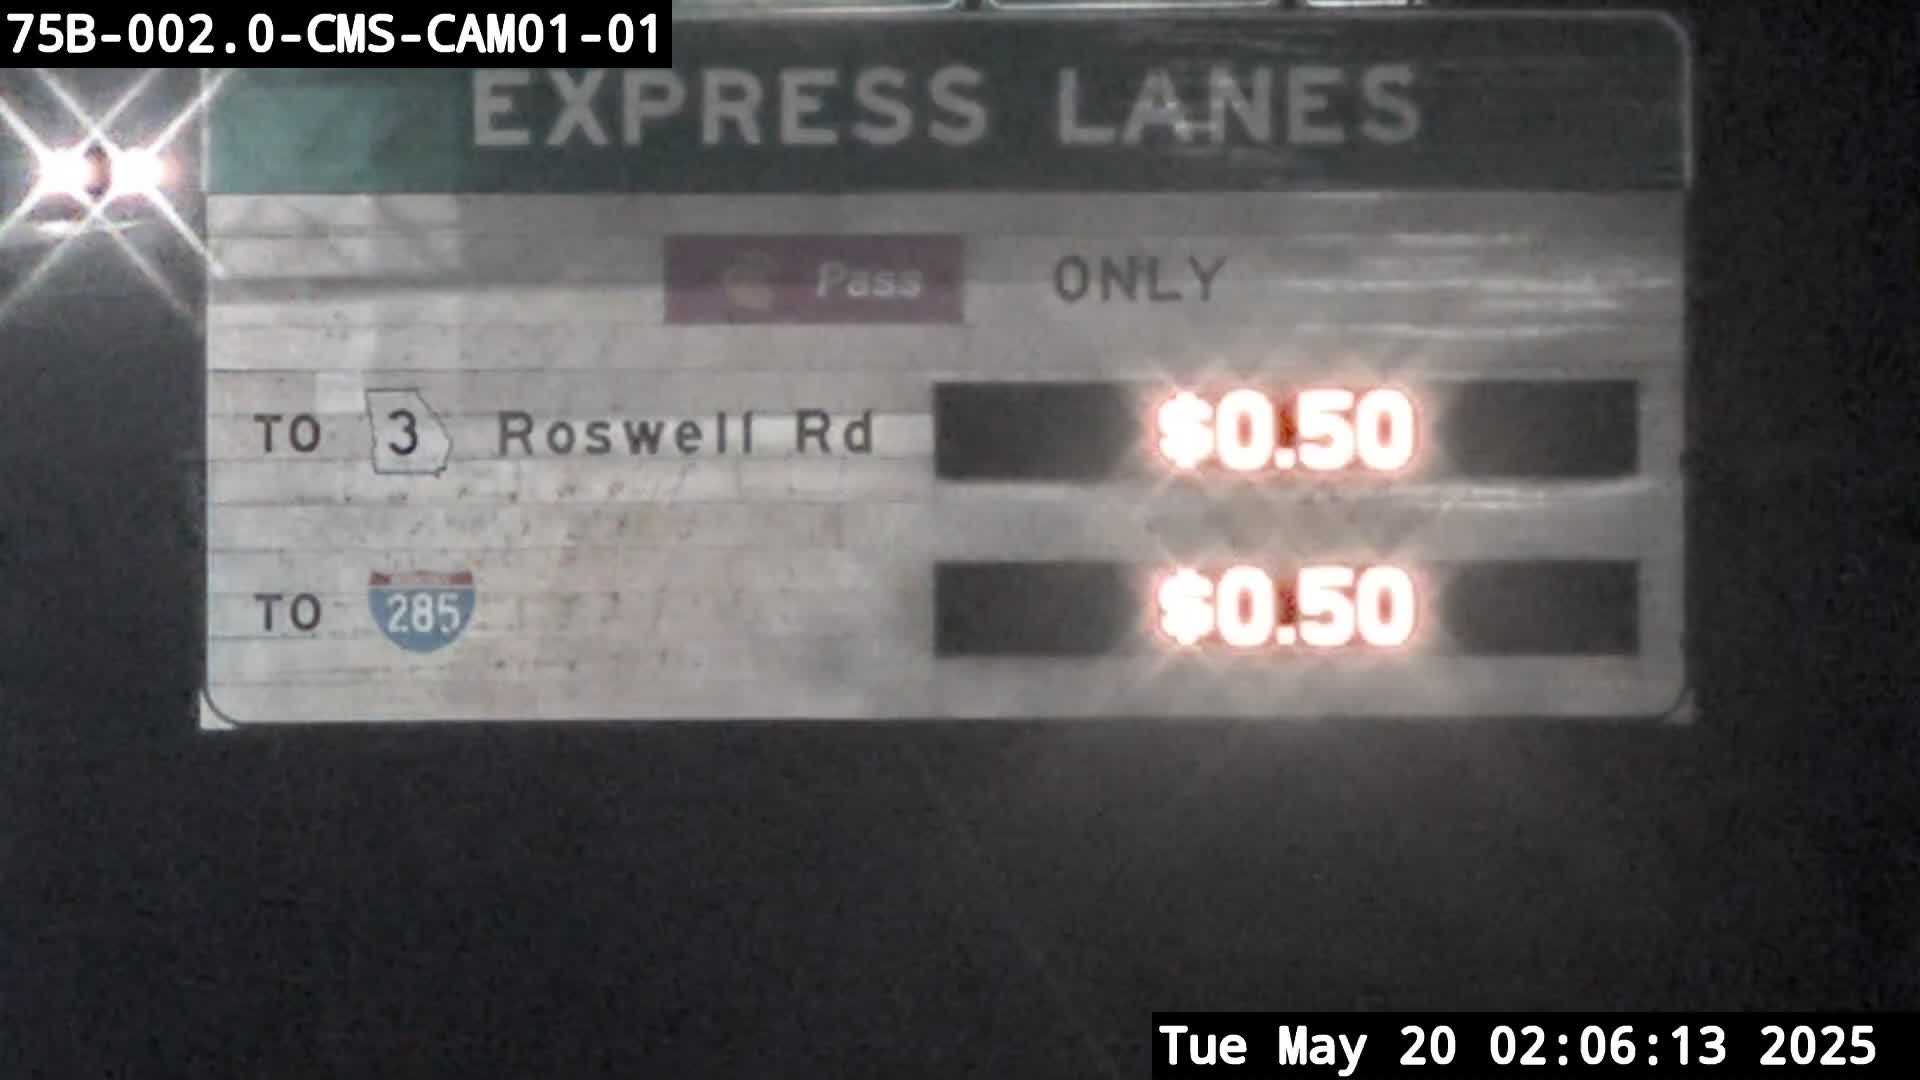 75B-002.0-CMS-CAM01-01
EXPRESS LANES
Pass ONLY
TO 3 Roswell Rd $0.50
TO 285 $0.50
Tue May 20 02:06:13 2025